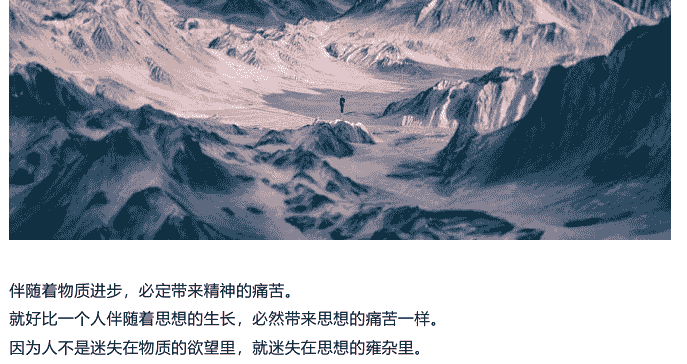 伴随着物质进步，必定带来精神的痛苦。
就好比一个人伴随着思想的生长，必然带来思想的痛苦一样。
因为人不是迷失在物质的欲望里，就迷失在思想的雍杂里。